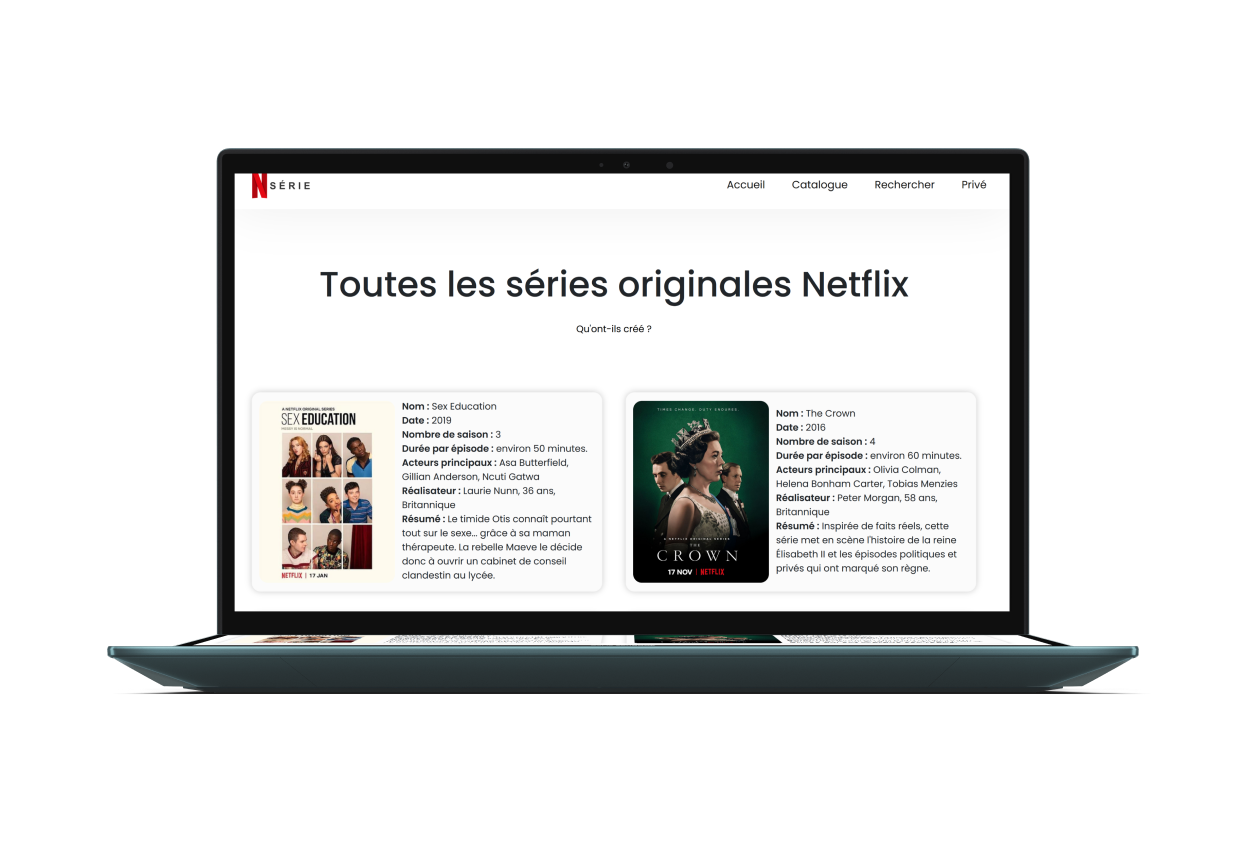 N SÉRIE
Accueil Catalogue Rechercher Privé
Toutes les séries originales Netflix
Qu'ont-ils créé ?
A NETFLIX ORIGINAL SERIES
SEX EDUCATION
NETFLIX | 17 JAN
Nom : Sex Education
Date : 2019
Nombre de saison : 3
Durée par épisode : environ 50 minutes.
Acteurs principaux : Asa Butterfield,
Gillian Anderson, Ncuti Gatwa
Réalisateur : Laurie Nunn, 36 ans,
Britannique
Résumé : Le timide Otis connaît pourtant
tout sur le sexe... grâce à sa maman
thérapeute. La rebelle Maeve le décide
donc à ouvrir un cabinet de conseil
clandestin au lycée.
TIMES CHANGE. DUTY ENDURES.
A NETFLIX ORIGINAL SERIES
THE
CROWN
17 NOV | NETFLIX
Nom : The Crown
Date : 2016
Nombre de saison : 4
Durée par épisode : environ 60 minutes.
Acteurs principaux : Olivia Colman,
Helena Bonham Carter, Tobias Menzies
Réalisateur : Peter Morgan, 58 ans,
Britannique
Résumé : Inspirée de faits réels, cette
série met en scène l'histoire de la reine
Élisabeth II et les épisodes politiques et
privés qui ont marqué son règne.